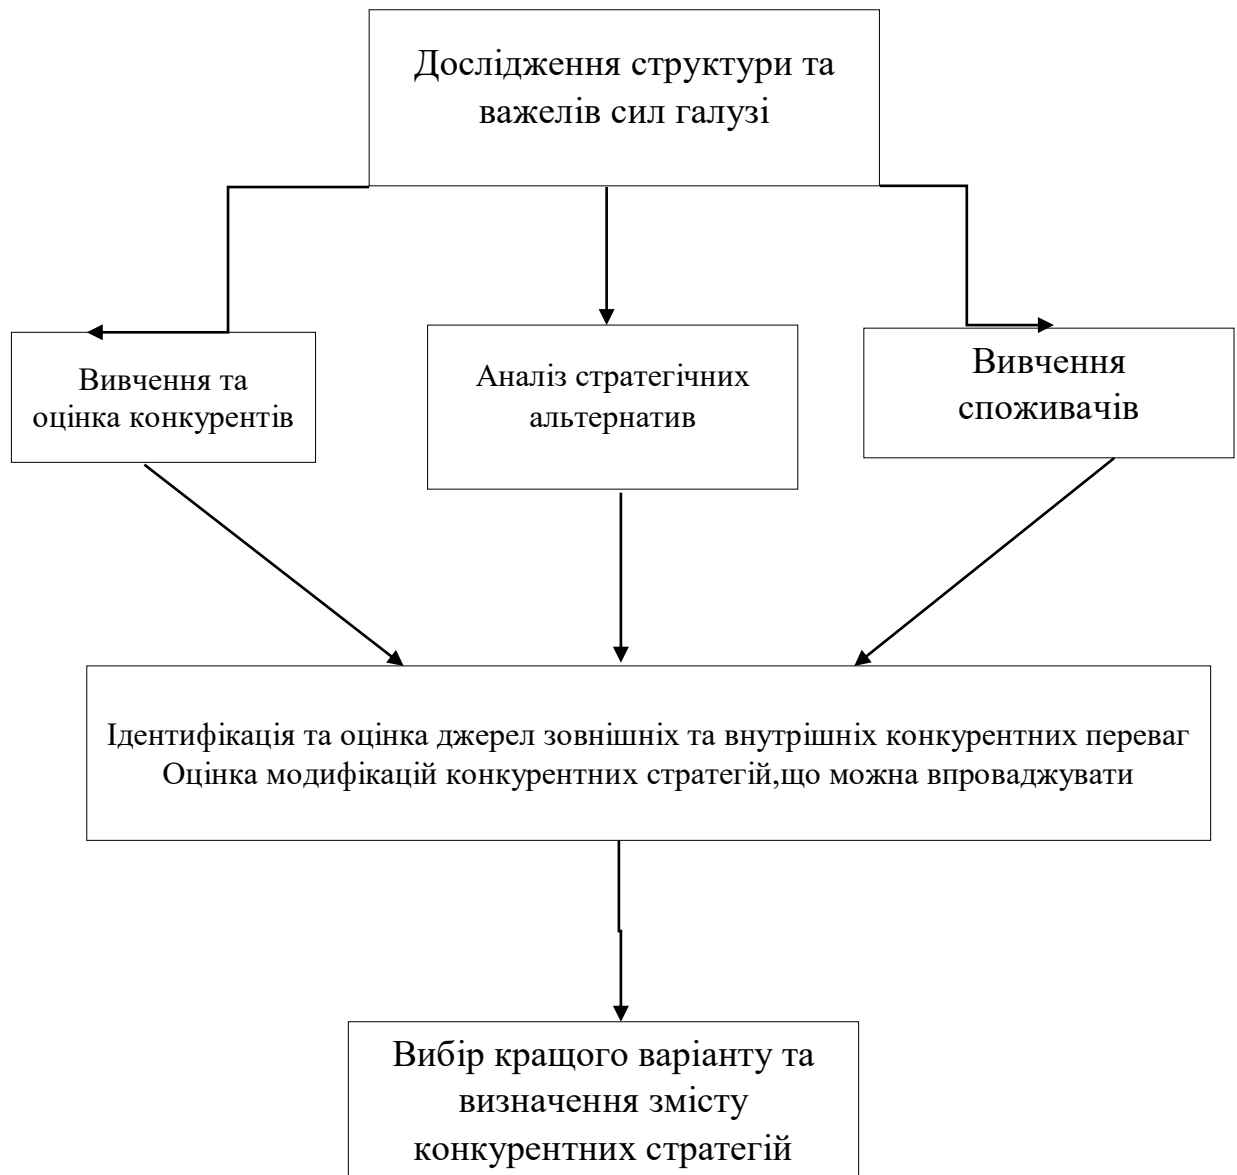 Дослідження структури та
важелів сил галузі
Вивчення та
оцінка конкурентів
Аналіз стратегічних
альтернатив
Вивчення
споживачів
Ідентифікація та оцінка джерел зовнішніх та внутрішніх конкурентних переваг
Оцінка модифікацій конкурентних стратегій,що можна впроваджувати
Вибір кращого варіанту та
визначення змісту
конкурентних стратегій